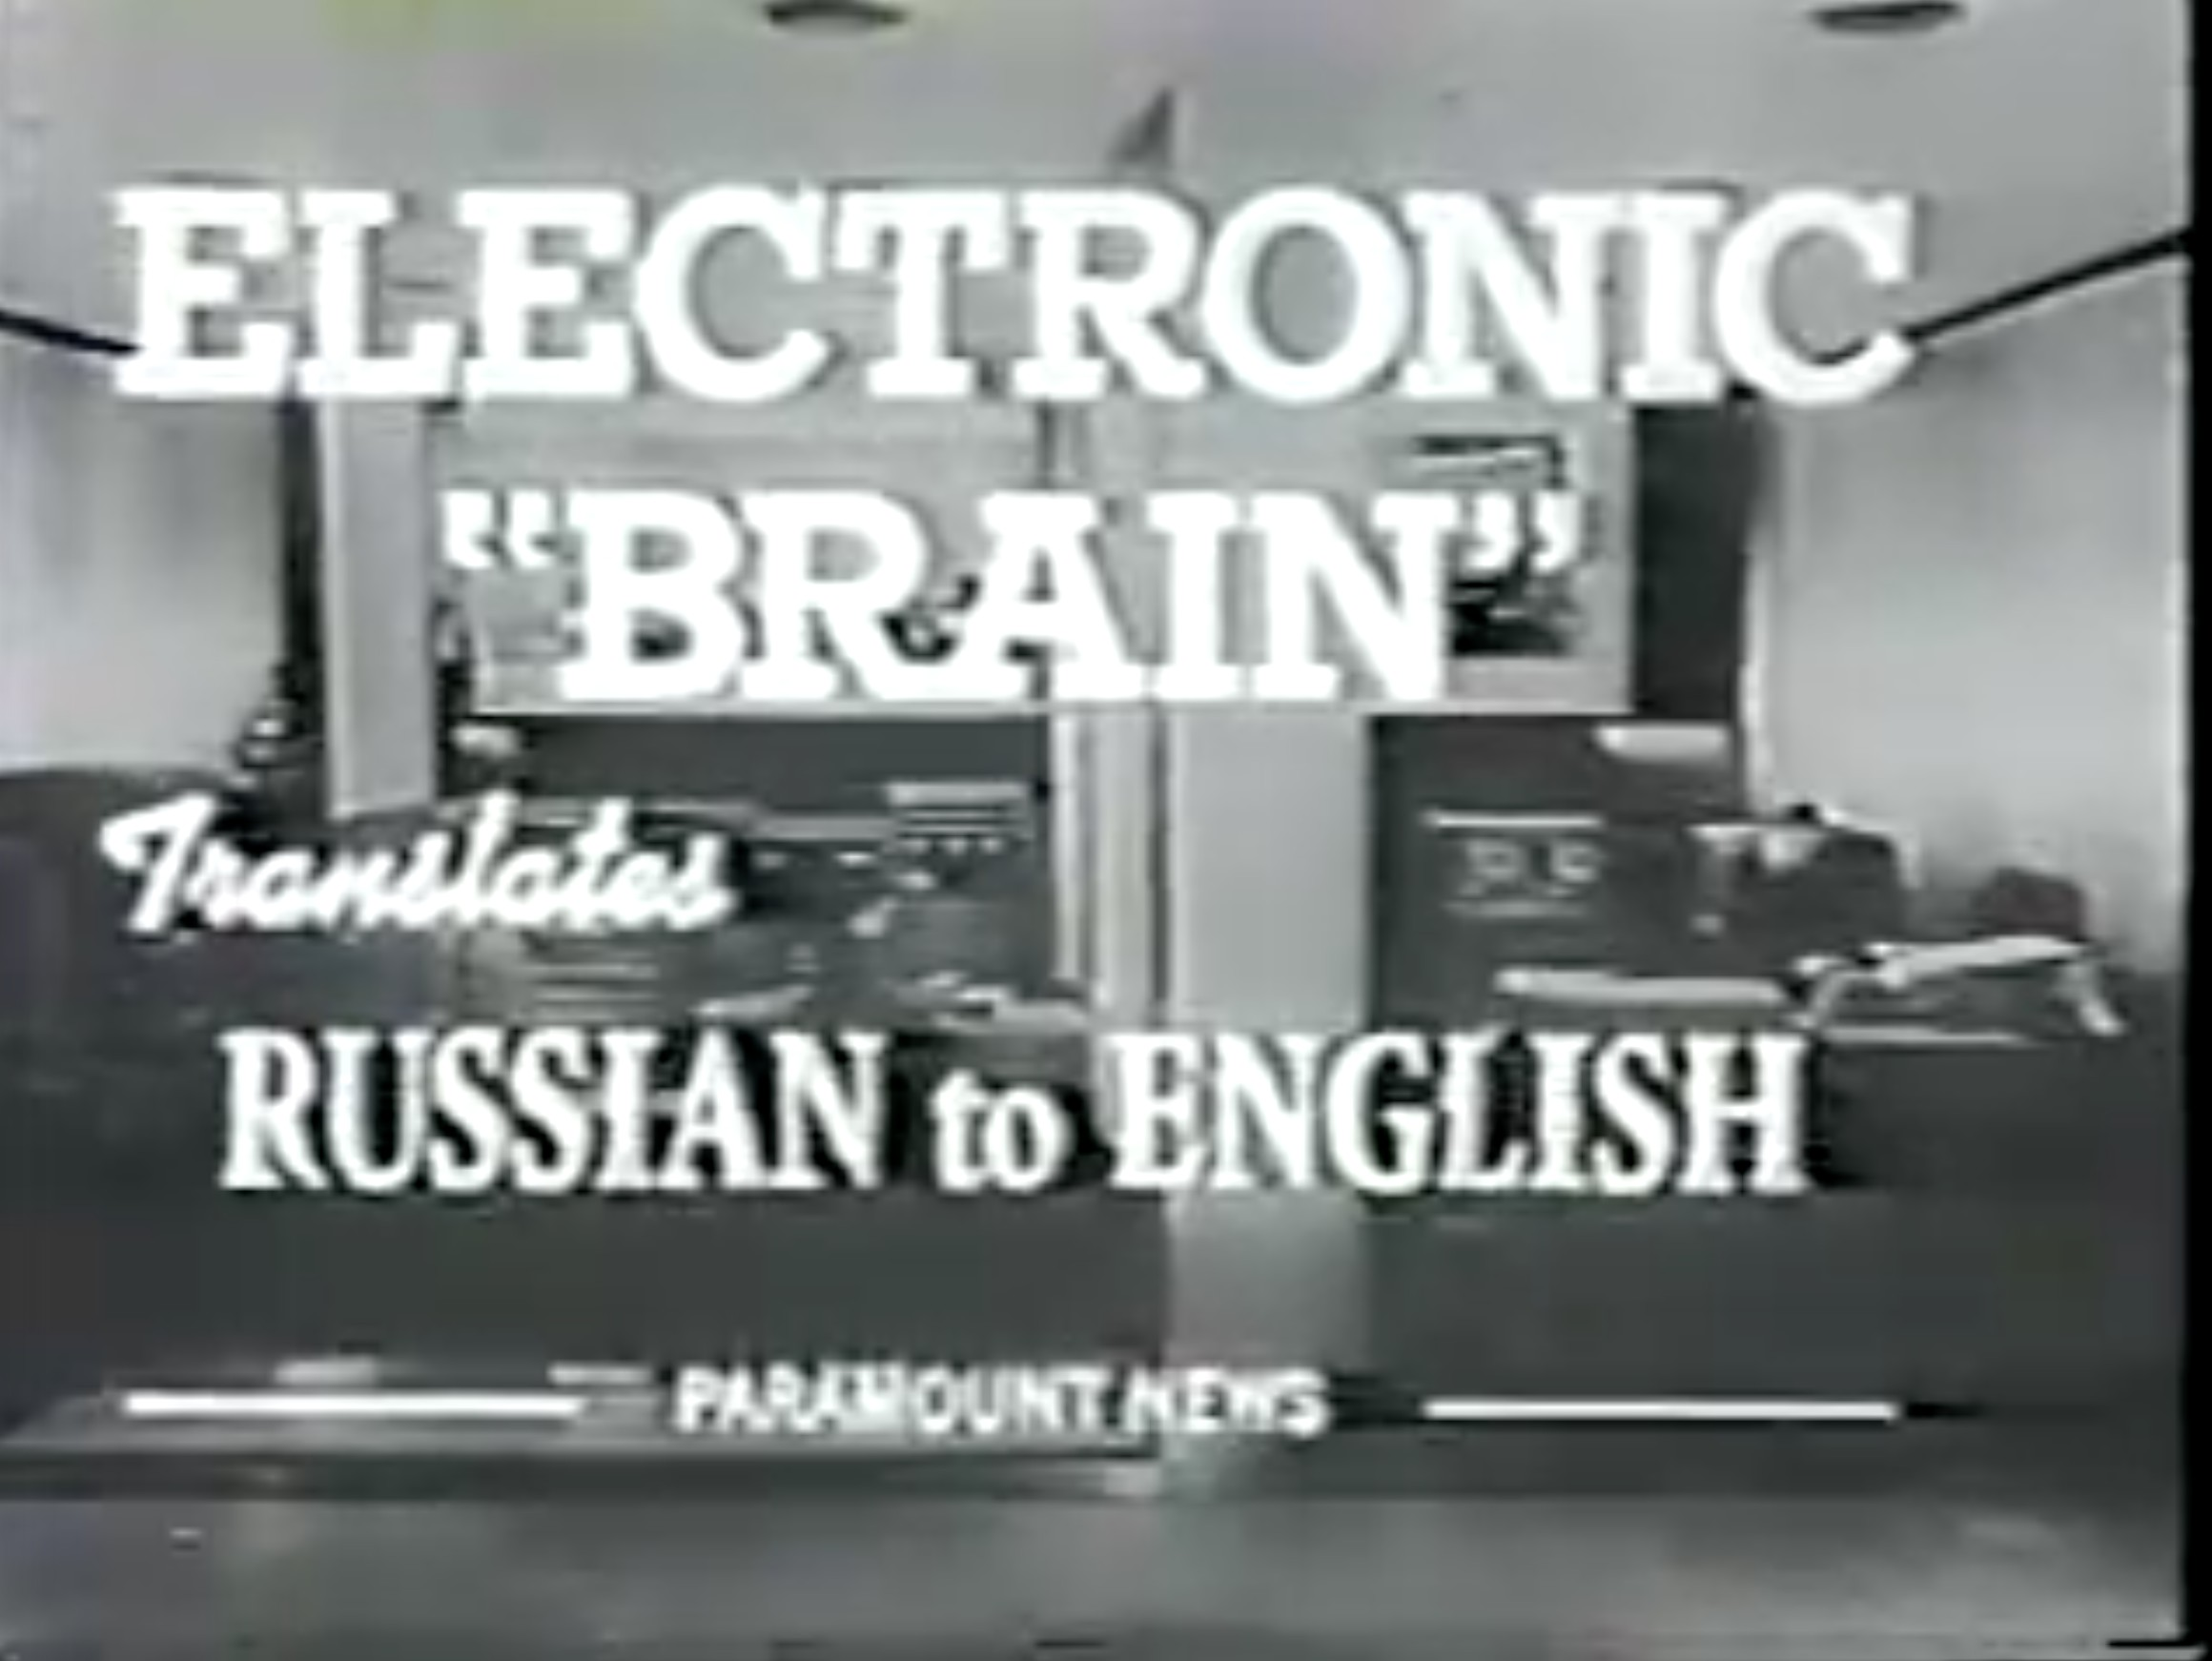 ELECTRONIC
“BRAIN”
Translates
RUSSIAN to ENGLISH
PARAMOUNT NEWS